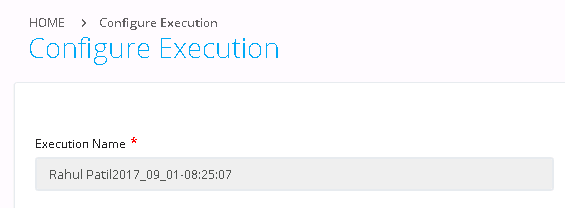 HOME > Configure Execution
Configure Execution
Execution Name *
Rahul Patil2017_09_01-08:25:07